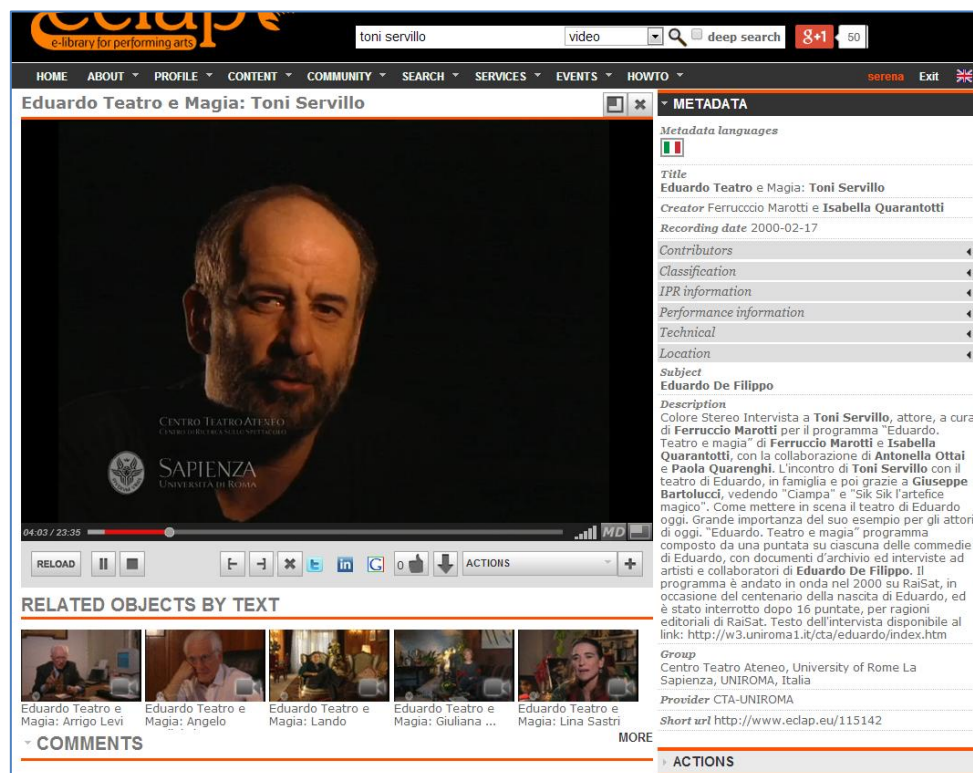 eclap
e-library for performing arts
toni servillo
video
deep search
g+1
50
HOME ABOUT PROFILE CONTENT COMMUNITY SEARCH SERVICES EVENTS HOWTO
serena Exit
Eduardo Teatro e Magia: Toni Servillo
CENTRO TEATRO ATENEO
CENTRO DI RICERCA SULLO SPETTACOLO
SAPIENZA
UNIVERSITÀ DI ROMA
04:03 / 23:35
MD
RELOAD
0
ACTIONS
RELATED OBJECTS BY TEXT
Eduardo Teatro e
Magia: Arrigo Levi
Eduardo Teatro e
Magia: Angelo
Eduardo Teatro e
Magia: Lando
Eduardo Teatro e
Magia: Giuliana ...
Eduardo Teatro e
Magia: Lina Sastri
MORE
COMMENTS
METADATA
Metadata languages
Title
Eduardo Teatro e Magia: Toni Servillo
Creator Ferrucccio Marotti e Isabella Quarantotti
Recording date 2000-02-17
Contributors
Classification
IPR information
Performance information
Technical
Location
Subject
Eduardo De Filippo
Description
Colore Stereo Intervista a Toni Servillo, attore, a cura
di Ferruccio Marotti per il programma "Eduardo.
Teatro e magia" di Ferruccio Marotti e Isabella
Quarantotti, con la collaborazione di Antonella Ottai
e Paola Quarenghi. L'incontro di Toni Servillo con il
teatro di Eduardo, in famiglia e poi grazie a Giuseppe
Bartolucci, vedendo "Ciampa" e "Sik Sik l'artefice
magico". Come mettere in scena il teatro di Eduardo
oggi. Grande importanza del suo esempio per gli attori
di oggi. "Eduardo. Teatro e magia" programma
composto da una puntata su ciascuna delle commedie
di Eduardo, con documenti d'archivio ed interviste ad
artisti e collaboratori di Eduardo De Filippo. Il
programma è andato in onda nel 2000 su RaiSat, in
occasione del centenario della nascita di Eduardo, ed
è stato interrotto dopo 16 puntate, per ragioni
editoriali di RaiSat. Testo dell'intervista disponibile al
link: http://w3.uniroma1.it/cta/eduardo/index.htm
Group
Centro Teatro Ateneo, University of Rome La
Sapienza, UNIROMA, Italia
Provider CTA-UNIROMA
Short url http://www.eclap.eu/115142
ACTIONS